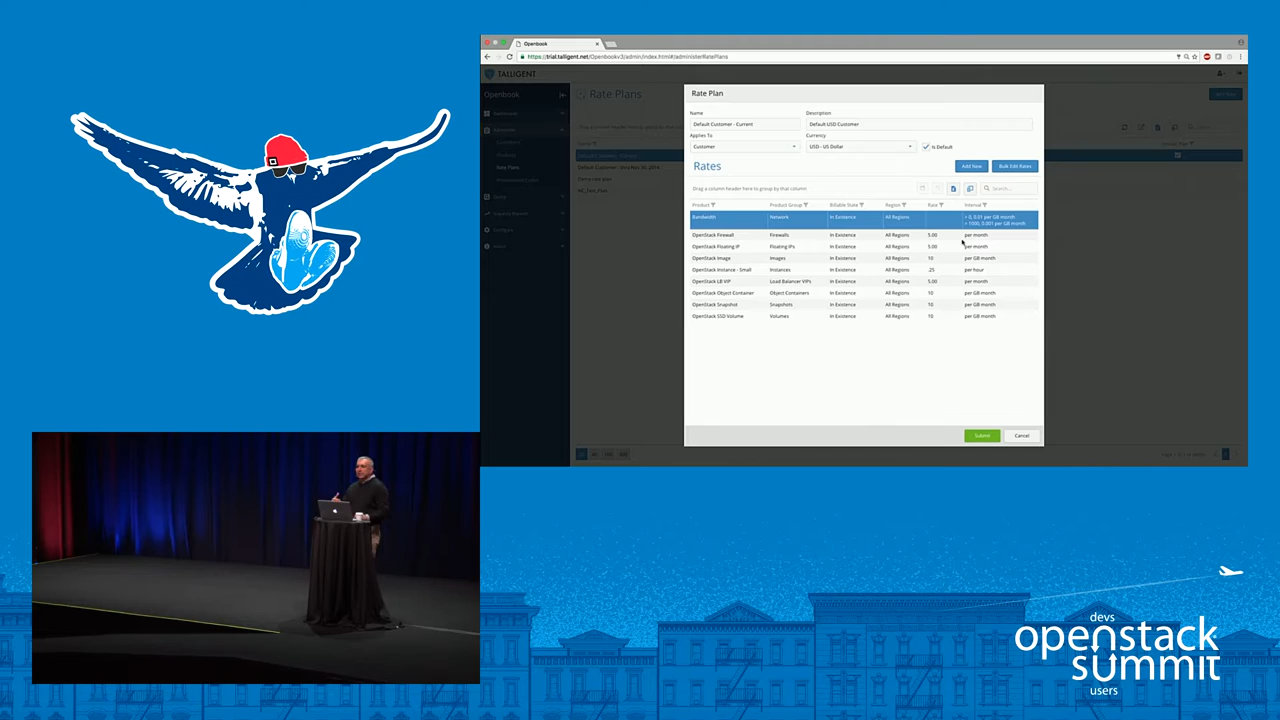 Openbook
https://trial.talligent.net/Openbookv3/admin/index.html#/administerRatePlans
TALLIGENT
Openbook
Rate Plans
Rate Plans
Rate Plan
Name
Description
Default Customer - Current
Default USD Customer
Applies To
Currency
Customer
USD - US Dollar
Is Default
Rates
Add New
Bulk Edit Rates
Drag a column header here to group by that column
Search...
Product Product Group Billable State Region Rate Interval
Bandwidth Network In Existence All Regions > 0, 0.01 per GB month
> 1000, 0.001 per GB month
OpenStack Firewall Firewalls In Existence All Regions 5.00 per month
OpenStack Floating IP Floating IPs In Existence All Regions 5.00 per month
OpenStack Image Images In Existence All Regions 10 per GB month
OpenStack Instance - Small Instances In Existence All Regions .25 per hour
OpenStack LB VIP Load Balancer VIPs In Existence All Regions 5.00 per month
OpenStack Object Container Object Containers In Existence All Regions 10 per GB month
OpenStack Snapshot Snapshots In Existence All Regions 10 per GB month
OpenStack SSD Volume Volumes In Existence All Regions 10 per GB month
Submit
Cancel
devs
openstack
summit
users